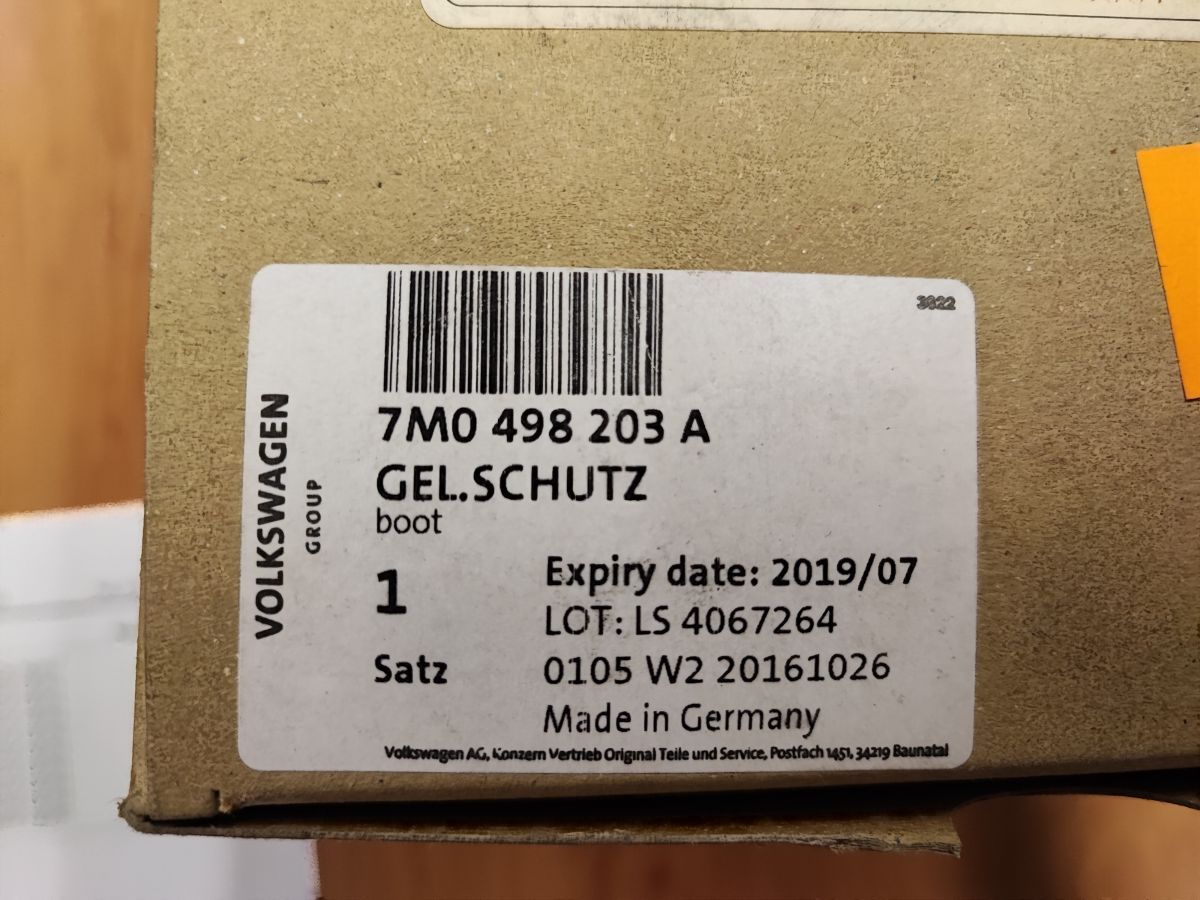 3822
7M0 498 203 A
GEL.SCHUTZ
boot
VOLKSWAGEN
GROUP
1
Expiry date: 2019/07
LOT: LS 4067264
Satz
0105 W2 20161026
Made in Germany
Volkswagen AG, Konzern Vertrieb Original Teile und Service, Postfach 1451, 34219 Baunatal